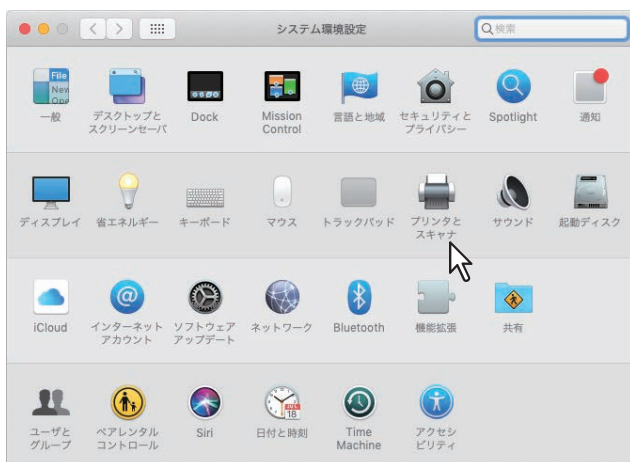 システム環境設定
検索
File
New
Ope
一般
デスクトップと
スクリーンセーバ
Dock
Mission
Control
言語と地域
セキュリティと
プライバシー
Spotlight
通知
ディスプレイ
省エネルギー
キーボード
マウス
トラックパッド
プリンタと
スキャナ
サウンド
起動ディスク
iCloud
インターネット
アカウント
ソフトウェア
アップデート
ネットワーク
Bluetooth
機能拡張
共有
ユーザと
グループ
ペアレンタル
コントロール
Siri
JUL
18
日付と時刻
Time
Machine
アクセシ
ビリティ